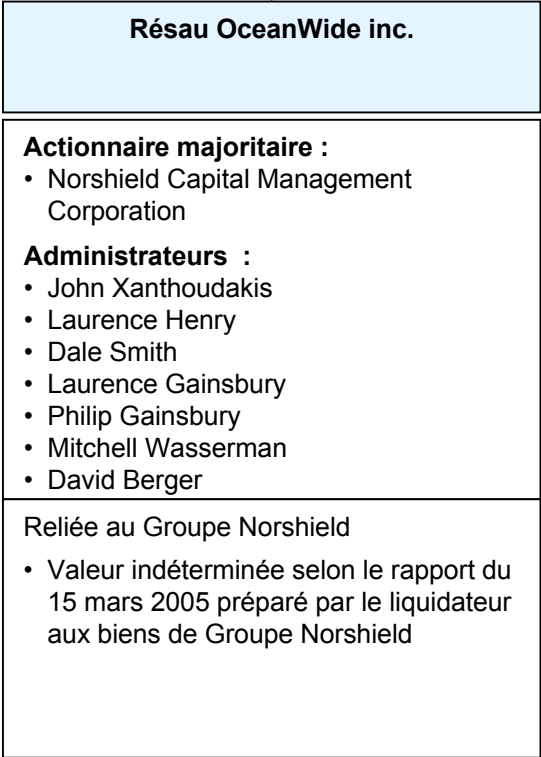 Résau OceanWide inc.
Actionnaire majoritaire :
• Norshield Capital Management
Corporation
Administrateurs  :
• John Xanthoudakis
• Laurence Henry
• Dale Smith
• Laurence Gainsbury
• Philip Gainsbury
• Mitchell Wasserman
• David Berger
Reliée au Groupe Norshield
• Valeur indéterminée selon le rapport du
15 mars 2005 préparé par le liquidateur
aux biens de Groupe Norshield